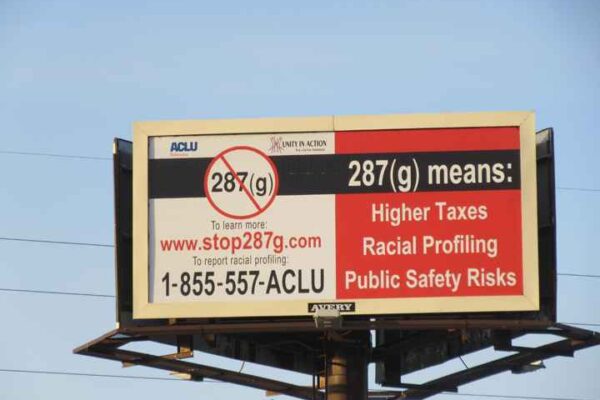 ACLU
UNITY IN ACTION
287(g)
To learn more:
www.stop287g.com
To report racial profiling:
1-855-557-ACLU
287(g) means:
Higher Taxes
Racial Profiling
Public Safety Risks
AVERY